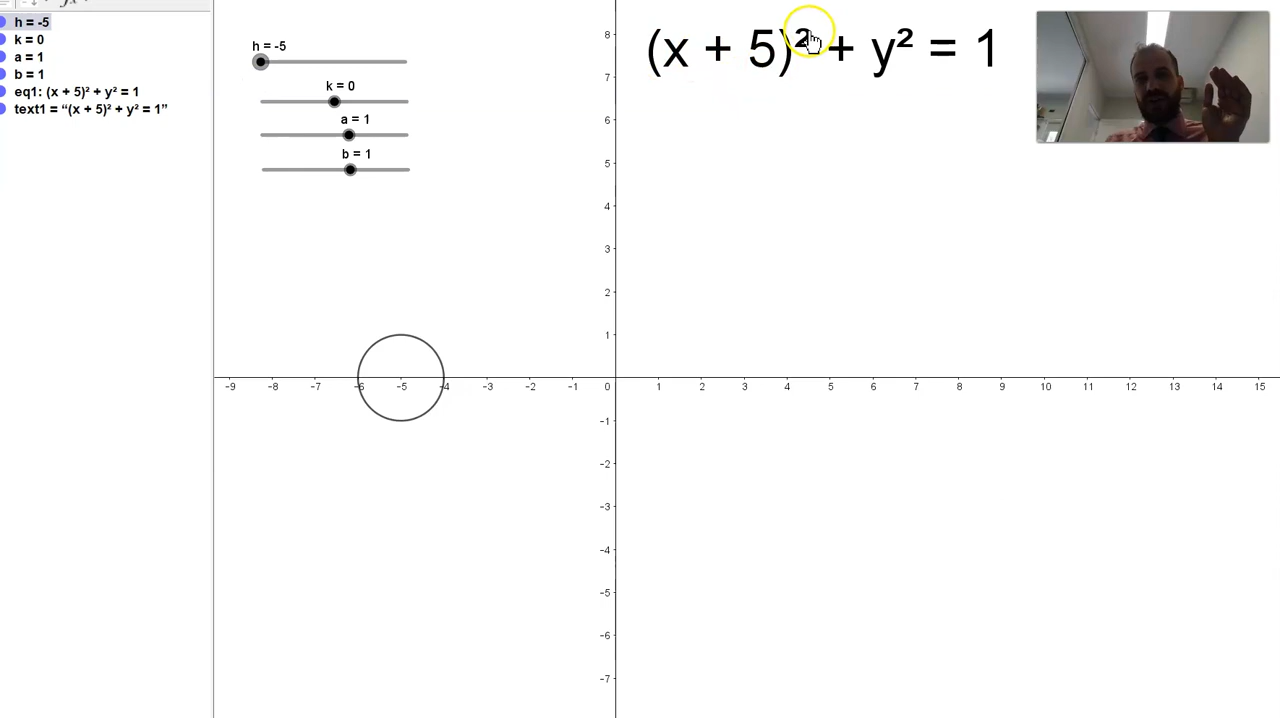 h = -5
k = 0
a = 1
b = 1
eq1: (x + 5)² + y² = 1
text1 = “(x + 5)² + y² = 1”
h = -5
k = 0
a = 1
b = 1
(x + 5)² + y² = 1
8
7
6
5
4
3
2
1
-9 -8 -7 -6 -5 -4 -3 -2 -1 0 1 2 3 4 5 6 7 8 9 10 11 12 13 14 15
-1
-2
-3
-4
-5
-6
-7